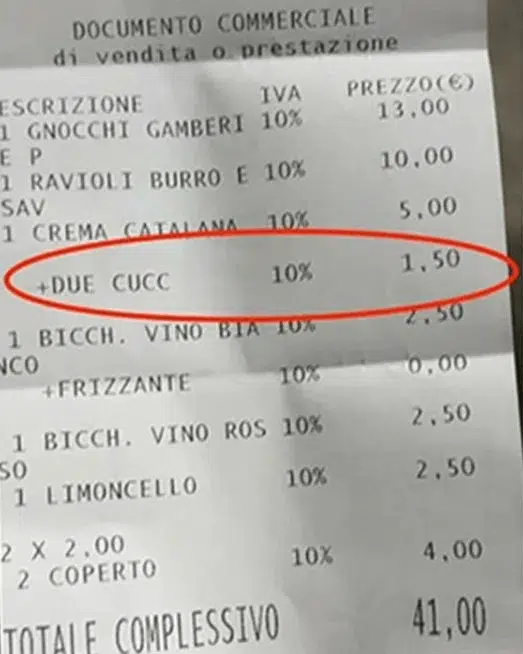 DOCUMENTO COMMERCIALE
di vendita o prestazione
ESCRIZIONE IVA PREZZO(€)
1 GNOCCHI GAMBERI 10% 13,00
E P
1 RAVIOLI BURRO E 10% 10,00
SAV
1 CREMA CATALANA 10% 5,00
+DUE CUCC 10% 1,50
1 BICCH. VINO BIA 10% 2,50
NCO
+FRIZZANTE 10% 0,00
1 BICCH. VINO ROS 10% 2,50
SO
1 LIMONCELLO 10% 2,50
2 X 2,00
2 COPERTO 10% 4,00
TOTALE COMPLESSIVO 41,00